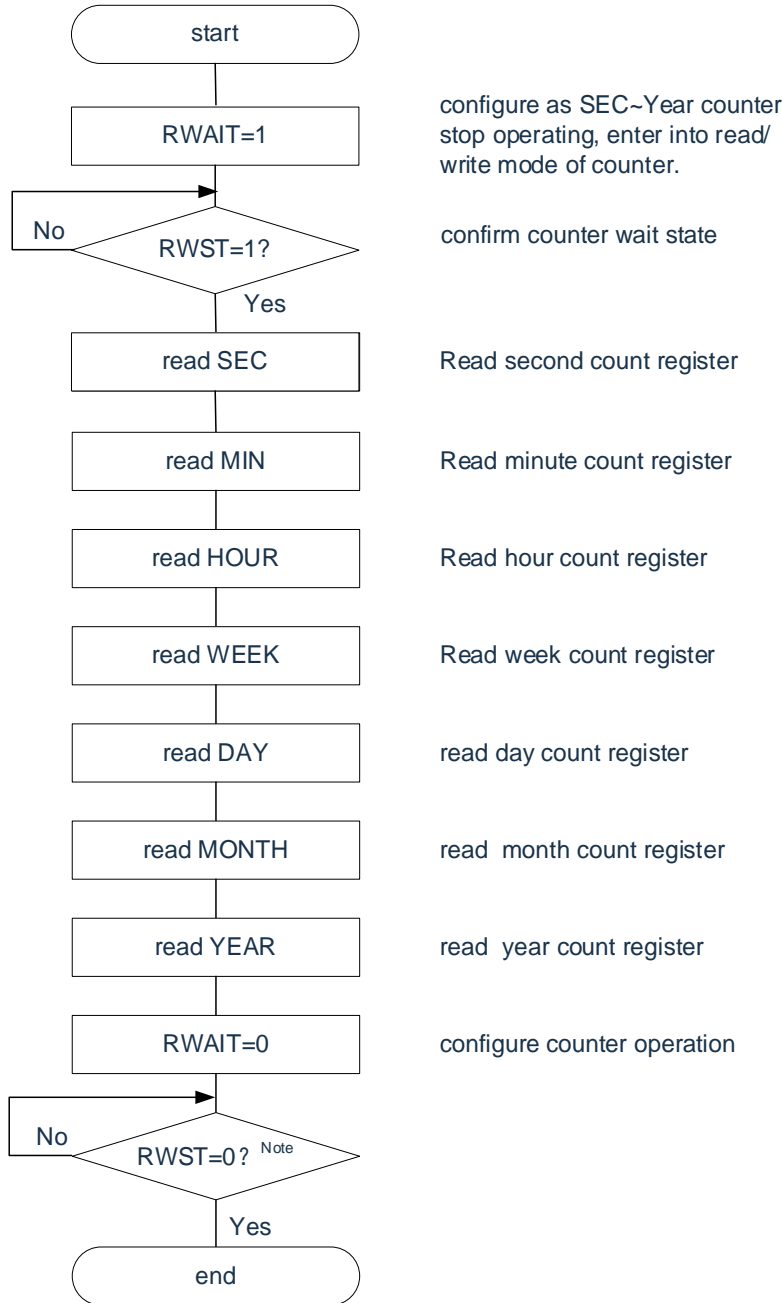 start
RWAIT=1
configure as SEC~Year counter
stop operating, enter into read/
write mode of counter.
No
RWST=1?
confirm counter wait state
Yes
read SEC
Read second count register
read MIN
Read minute count register
read HOUR
Read hour count register
read WEEK
Read week count register
read DAY
read day count register
read MONTH
read  month count register
read YEAR
read  year count register
RWAIT=0
configure counter operation
No
RWST=0? Note
Yes
end